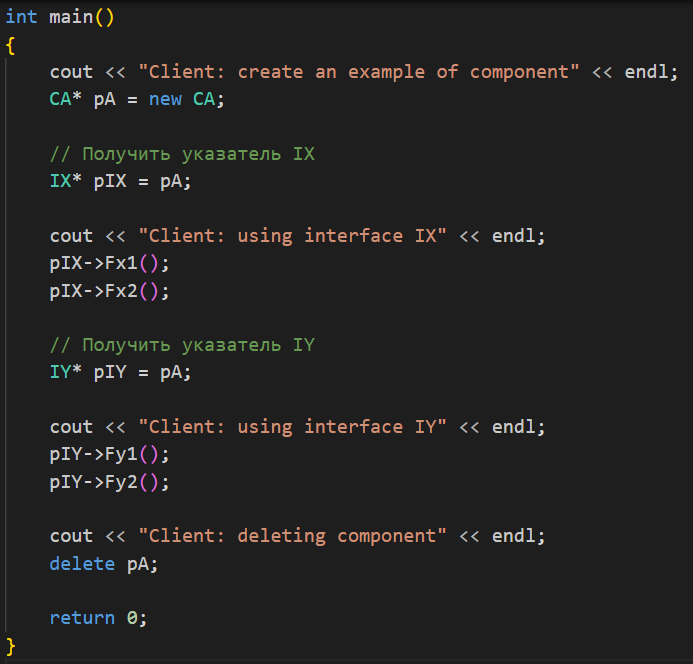 int main()
{
    cout << "Client: create an example of component" << endl;
    CA* pA = new CA;

    // Получить указатель IX
    IX* pIX = pA;

    cout << "Client: using interface IX" << endl;
    pIX->Fx1();
    pIX->Fx2();

    // Получить указатель IY
    IY* pIY = pA;

    cout << "Client: using interface IY" << endl;
    pIY->Fy1();
    pIY->Fy2();

    cout << "Client: deleting component" << endl;
    delete pA;

    return 0;
}